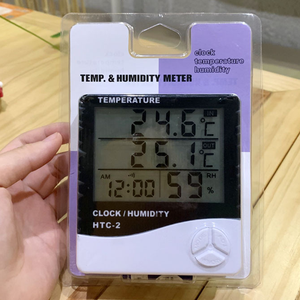 clock
temperature
humidity
TEMP. & HUMIDITY METER
TEMPERATURE
24.6°C
OUT
25.1°C
AM
RH
12:00 59%
CLOCK/HUMIDITY
HTC-2